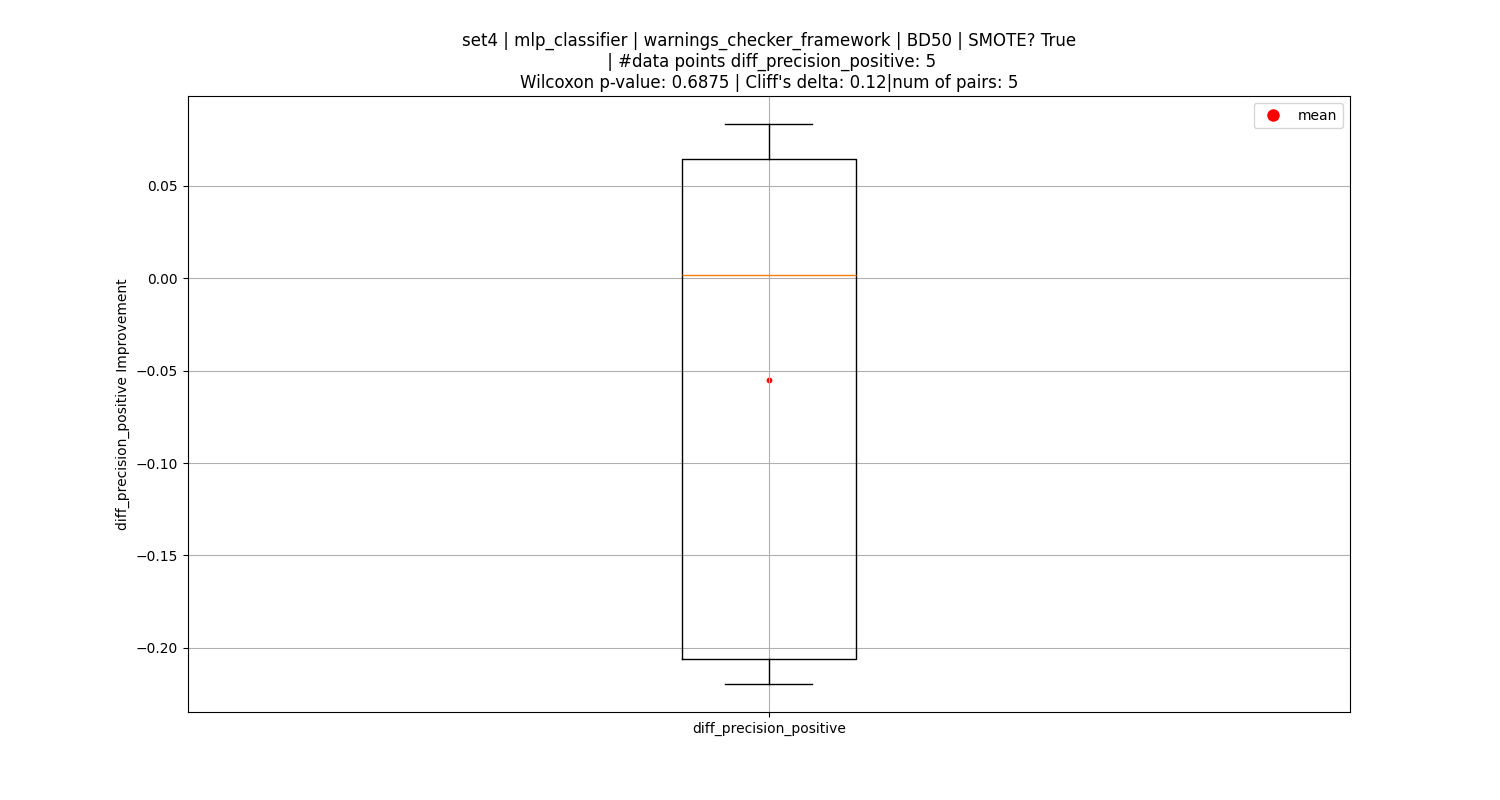 set4 | mlp_classifier | warnings_checker_framework | BD50 | SMOTE? True
| #data points diff_precision_positive: 5
Wilcoxon p-value: 0.6875 | Cliff's delta: 0.12|num of pairs: 5
mean
0.05
0.00
−0.05
−0.10
−0.15
−0.20
diff_precision_positive Improvement
diff_precision_positive